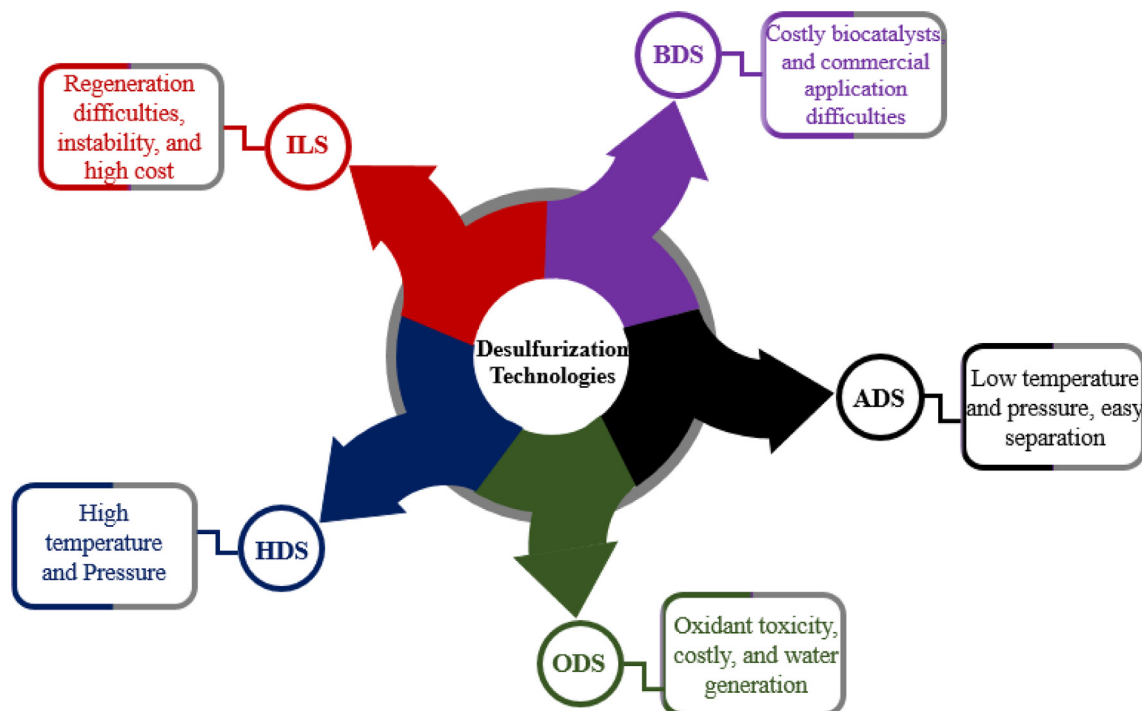 BDS
Costly biocatalysts,
and commercial
application
difficulties
Regeneration
difficulties,
instability, and
high cost
ILS
Desulfurization
Technologies
ADS
Low temperature
and pressure, easy
separation
High
temperature
and Pressure
HDS
ODS
Oxidant toxicity,
costly, and water
generation